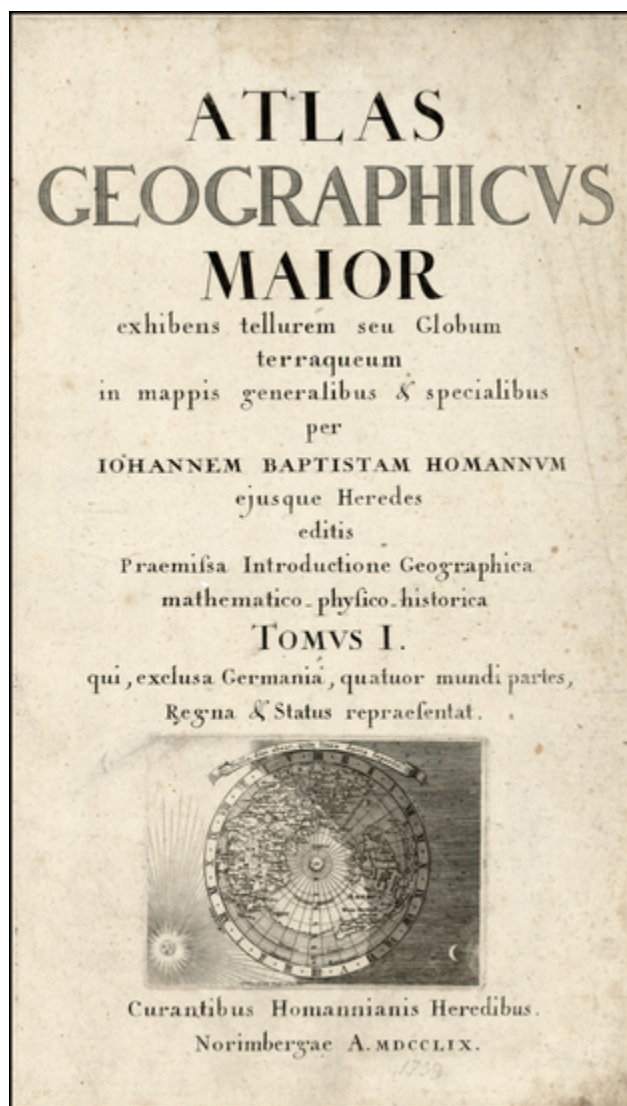 ATLAS
GEOGRAPHICVS
MAIOR
exhibens tellurem seu Globum
terraqueum
in mappis generalibus & specialibus
per
IOHANNEM BAPTISTAM HOMANNVM
ejusque Heredes
editis
Praemiſsa Introductione Geographica
mathematico-phyſico-historica
TOMVS I.
qui, exclusa Germaniá, quatuor mundi partes,
Regna & Status repraeſentat.
Curantibus Homannianis Heredibus.
Norimbergae A. MDCCLIX.
1759